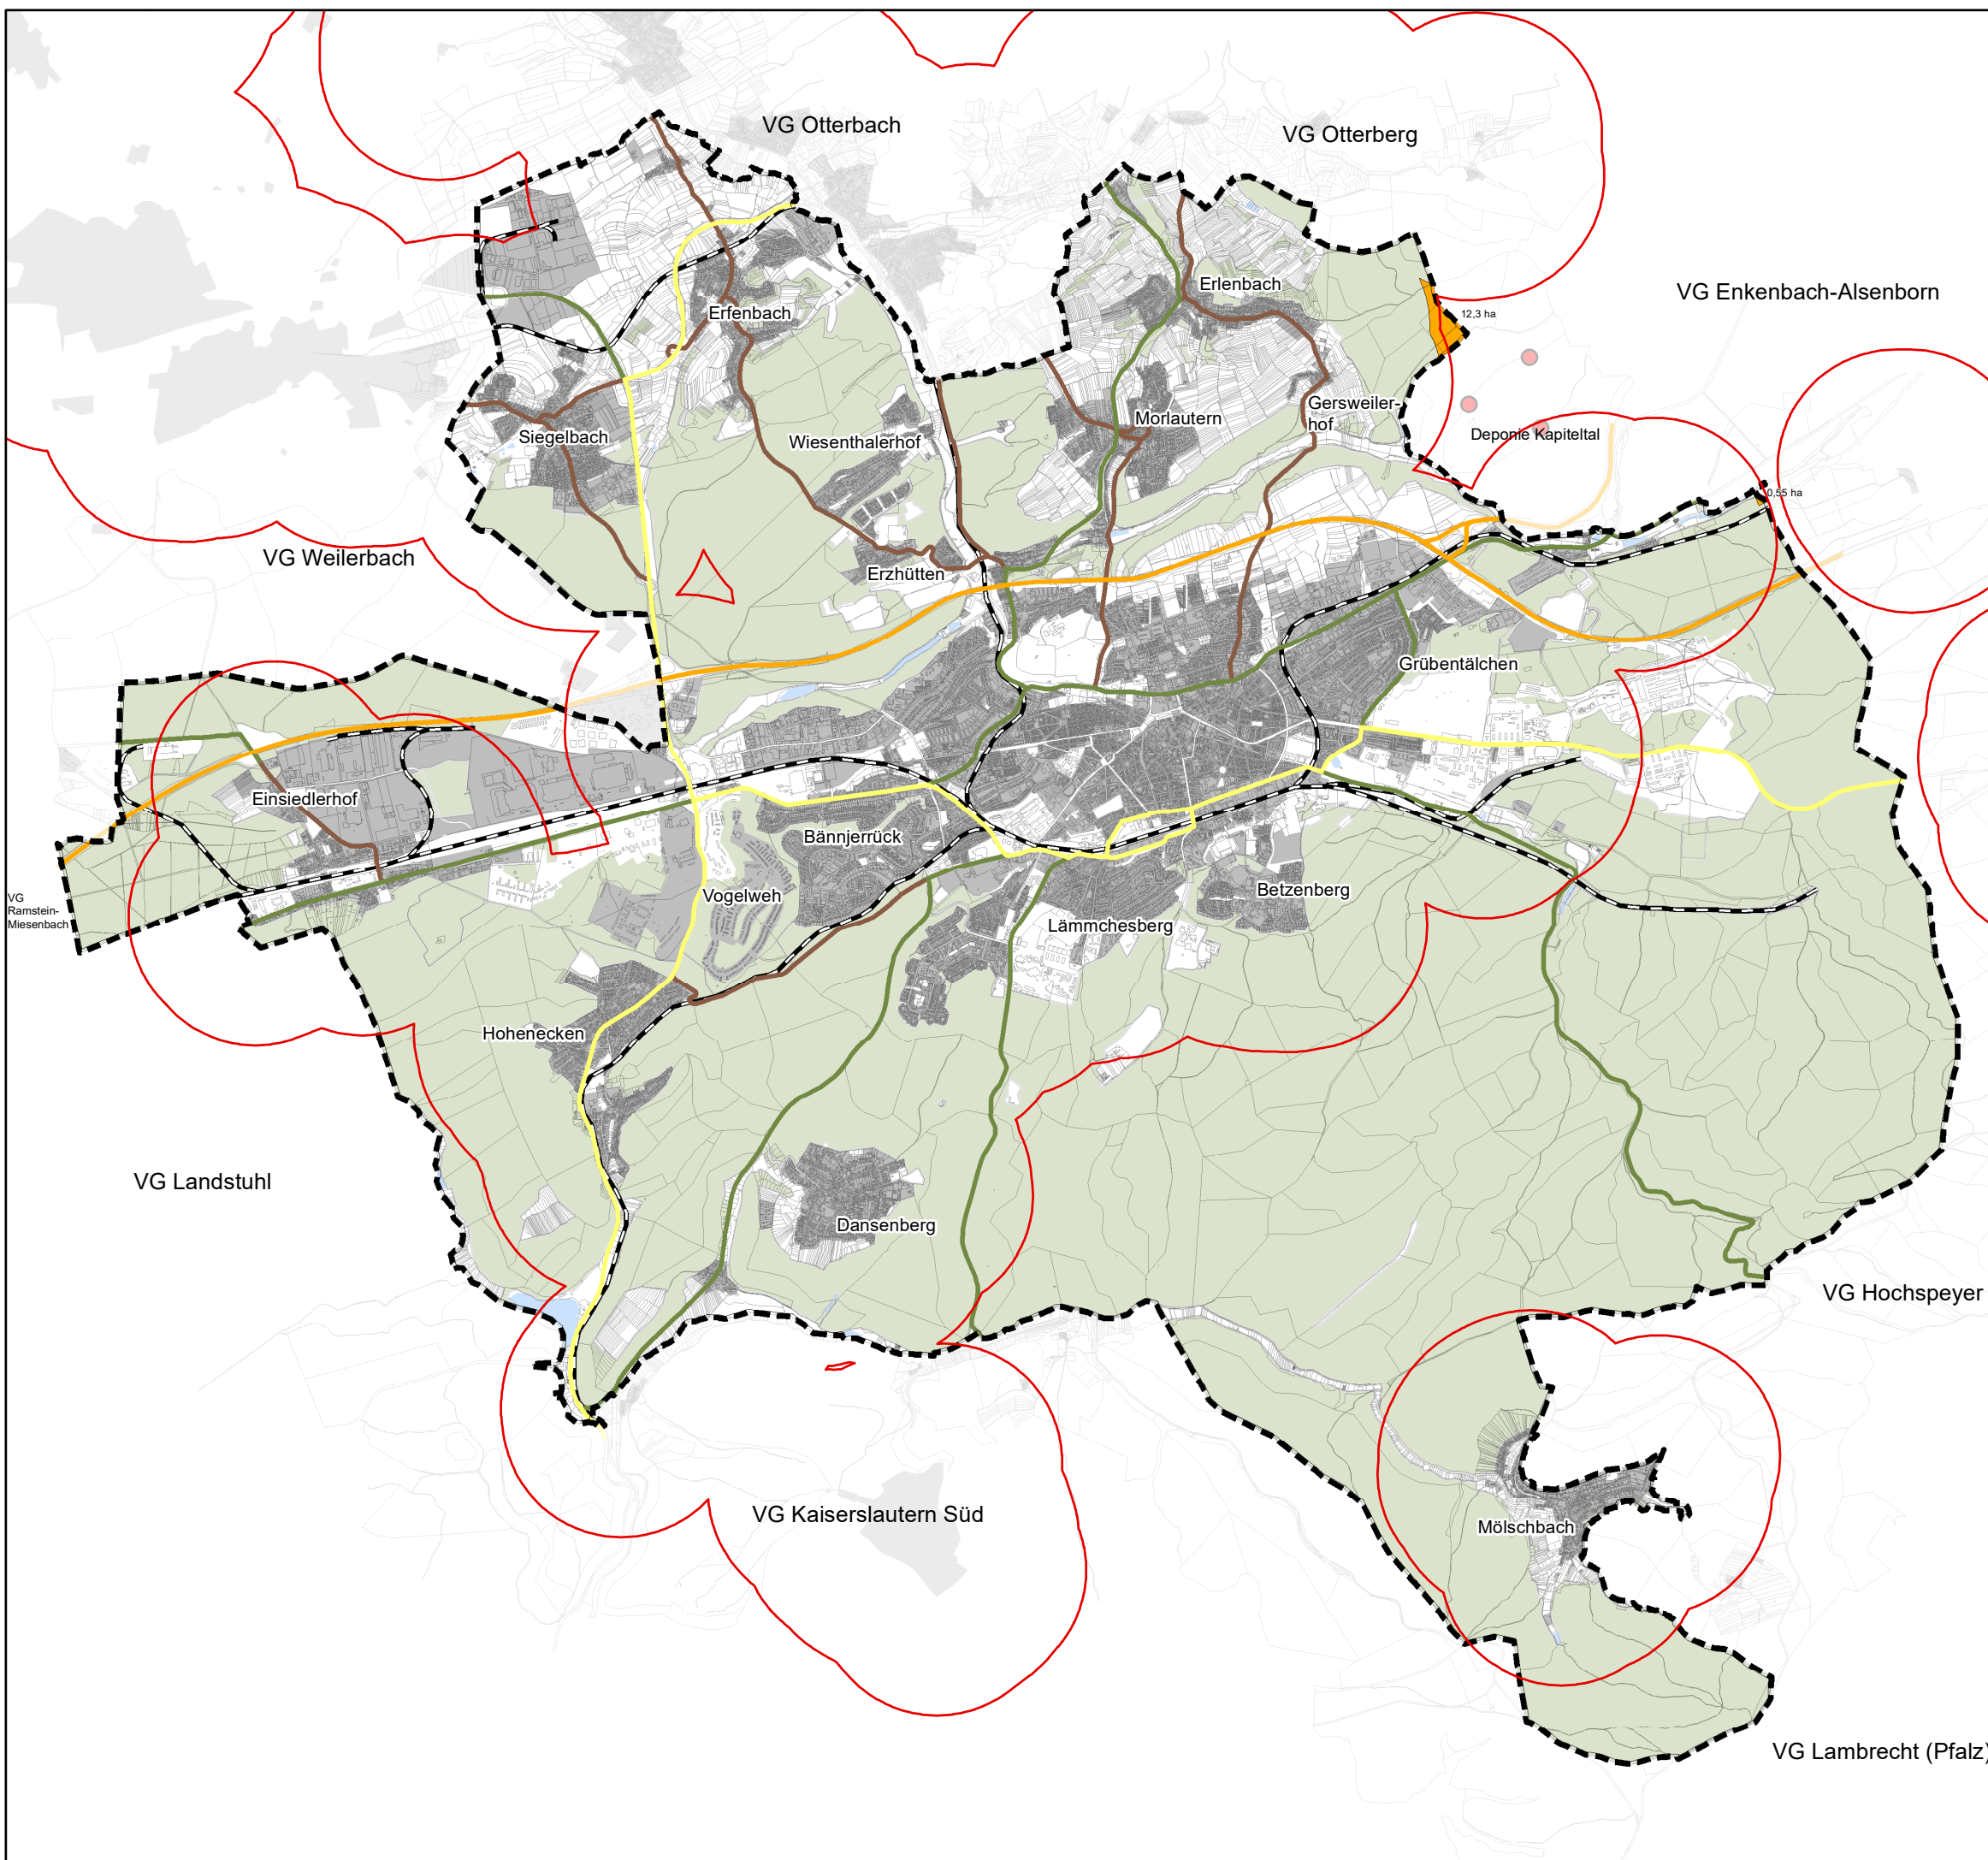 VG Otterbach
VG Otterberg
Erlenbach
VG Enkenbach-Alsenborn
Erfenbach
12,3 ha
Gersweiler-
hof
Morlautern
Siegelbach
Wiesenthalerhof
Deponie Kapiteltal
0,55 ha
VG Weilerbach
Erzhütten
Grübentälchen
Einsiedlerhof
Bännjerrück
Betzenberg
Vogelweh
VG
Ramstein-
Miesenbach
Lämmchesberg
Hohenecken
VG Landstuhl
Dansenberg
VG Hochspeyer
VG Kaiserslautern Süd
Mölschbach
VG Lambrecht (Pfalz)